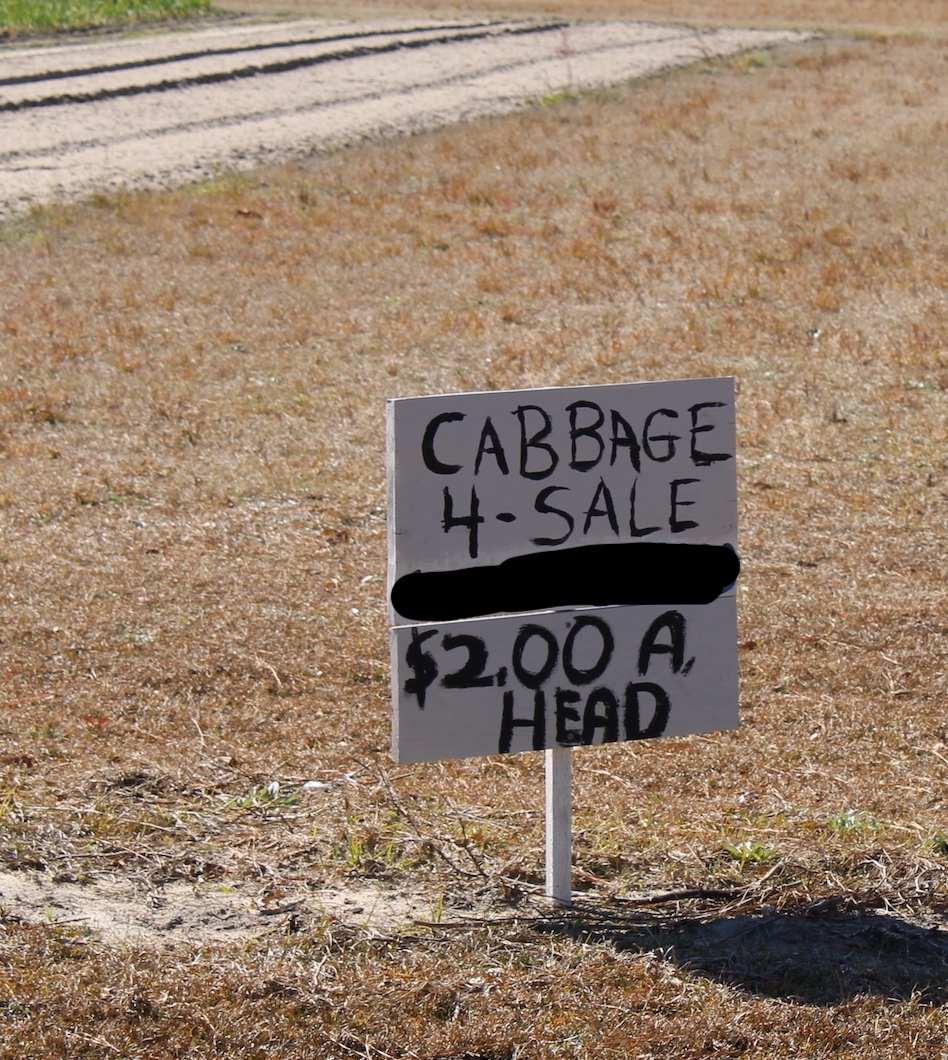 CABBAGE
4-SALE
$2.00 A,
HEAD